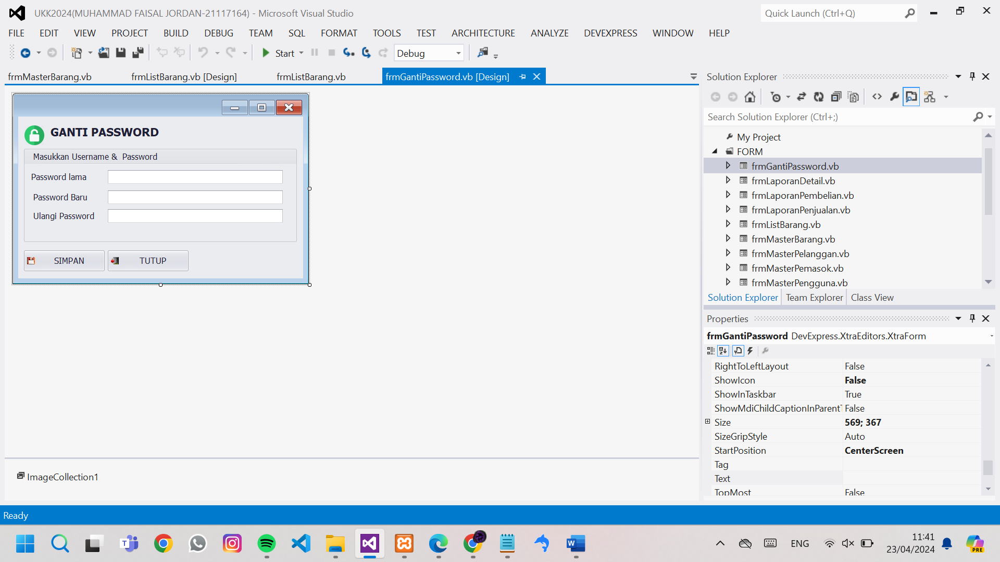 UKK2024(MUHAMMAD FAISAL JORDAN-21117164) - Microsoft Visual Studio
Quick Launch (Ctrl+Q)
FILE EDIT VIEW PROJECT BUILD DEBUG TEAM SQL FORMAT TOOLS TEST ARCHITECTURE ANALYZE DEVEXPRESS WINDOW HELP
Start Debug
frmMasterBarang.vb frmListBarang.vb [Design] frmListBarang.vb frmGantiPassword.vb [Design]
GANTI PASSWORD
Masukkan Username & Password
Password lama
Password Baru
Ulangi Password
SIMPAN TUTUP
ImageCollection1
Solution Explorer
Search Solution Explorer (Ctrl+;)
My Project
FORM
frmGantiPassword.vb
frmLaporanDetail.vb
frmLaporanPembelian.vb
frmLaporanPenjualan.vb
frmListBarang.vb
frmMasterBarang.vb
frmMasterPelanggan.vb
frmMasterPemasok.vb
frmMasterPengguna.vb
Solution Explorer Team Explorer Class View
Properties
frmGantiPassword DevExpress.XtraEditors.XtraForm
RightToLeftLayout False
ShowIcon False
ShowInTaskbar True
ShowMdiChildCaptionInParentT False
Size 569; 367
SizeGripStyle Auto
StartPosition CenterScreen
Tag
Text
TopMost False
Ready
ENG
11:41
23/04/2024
PRE